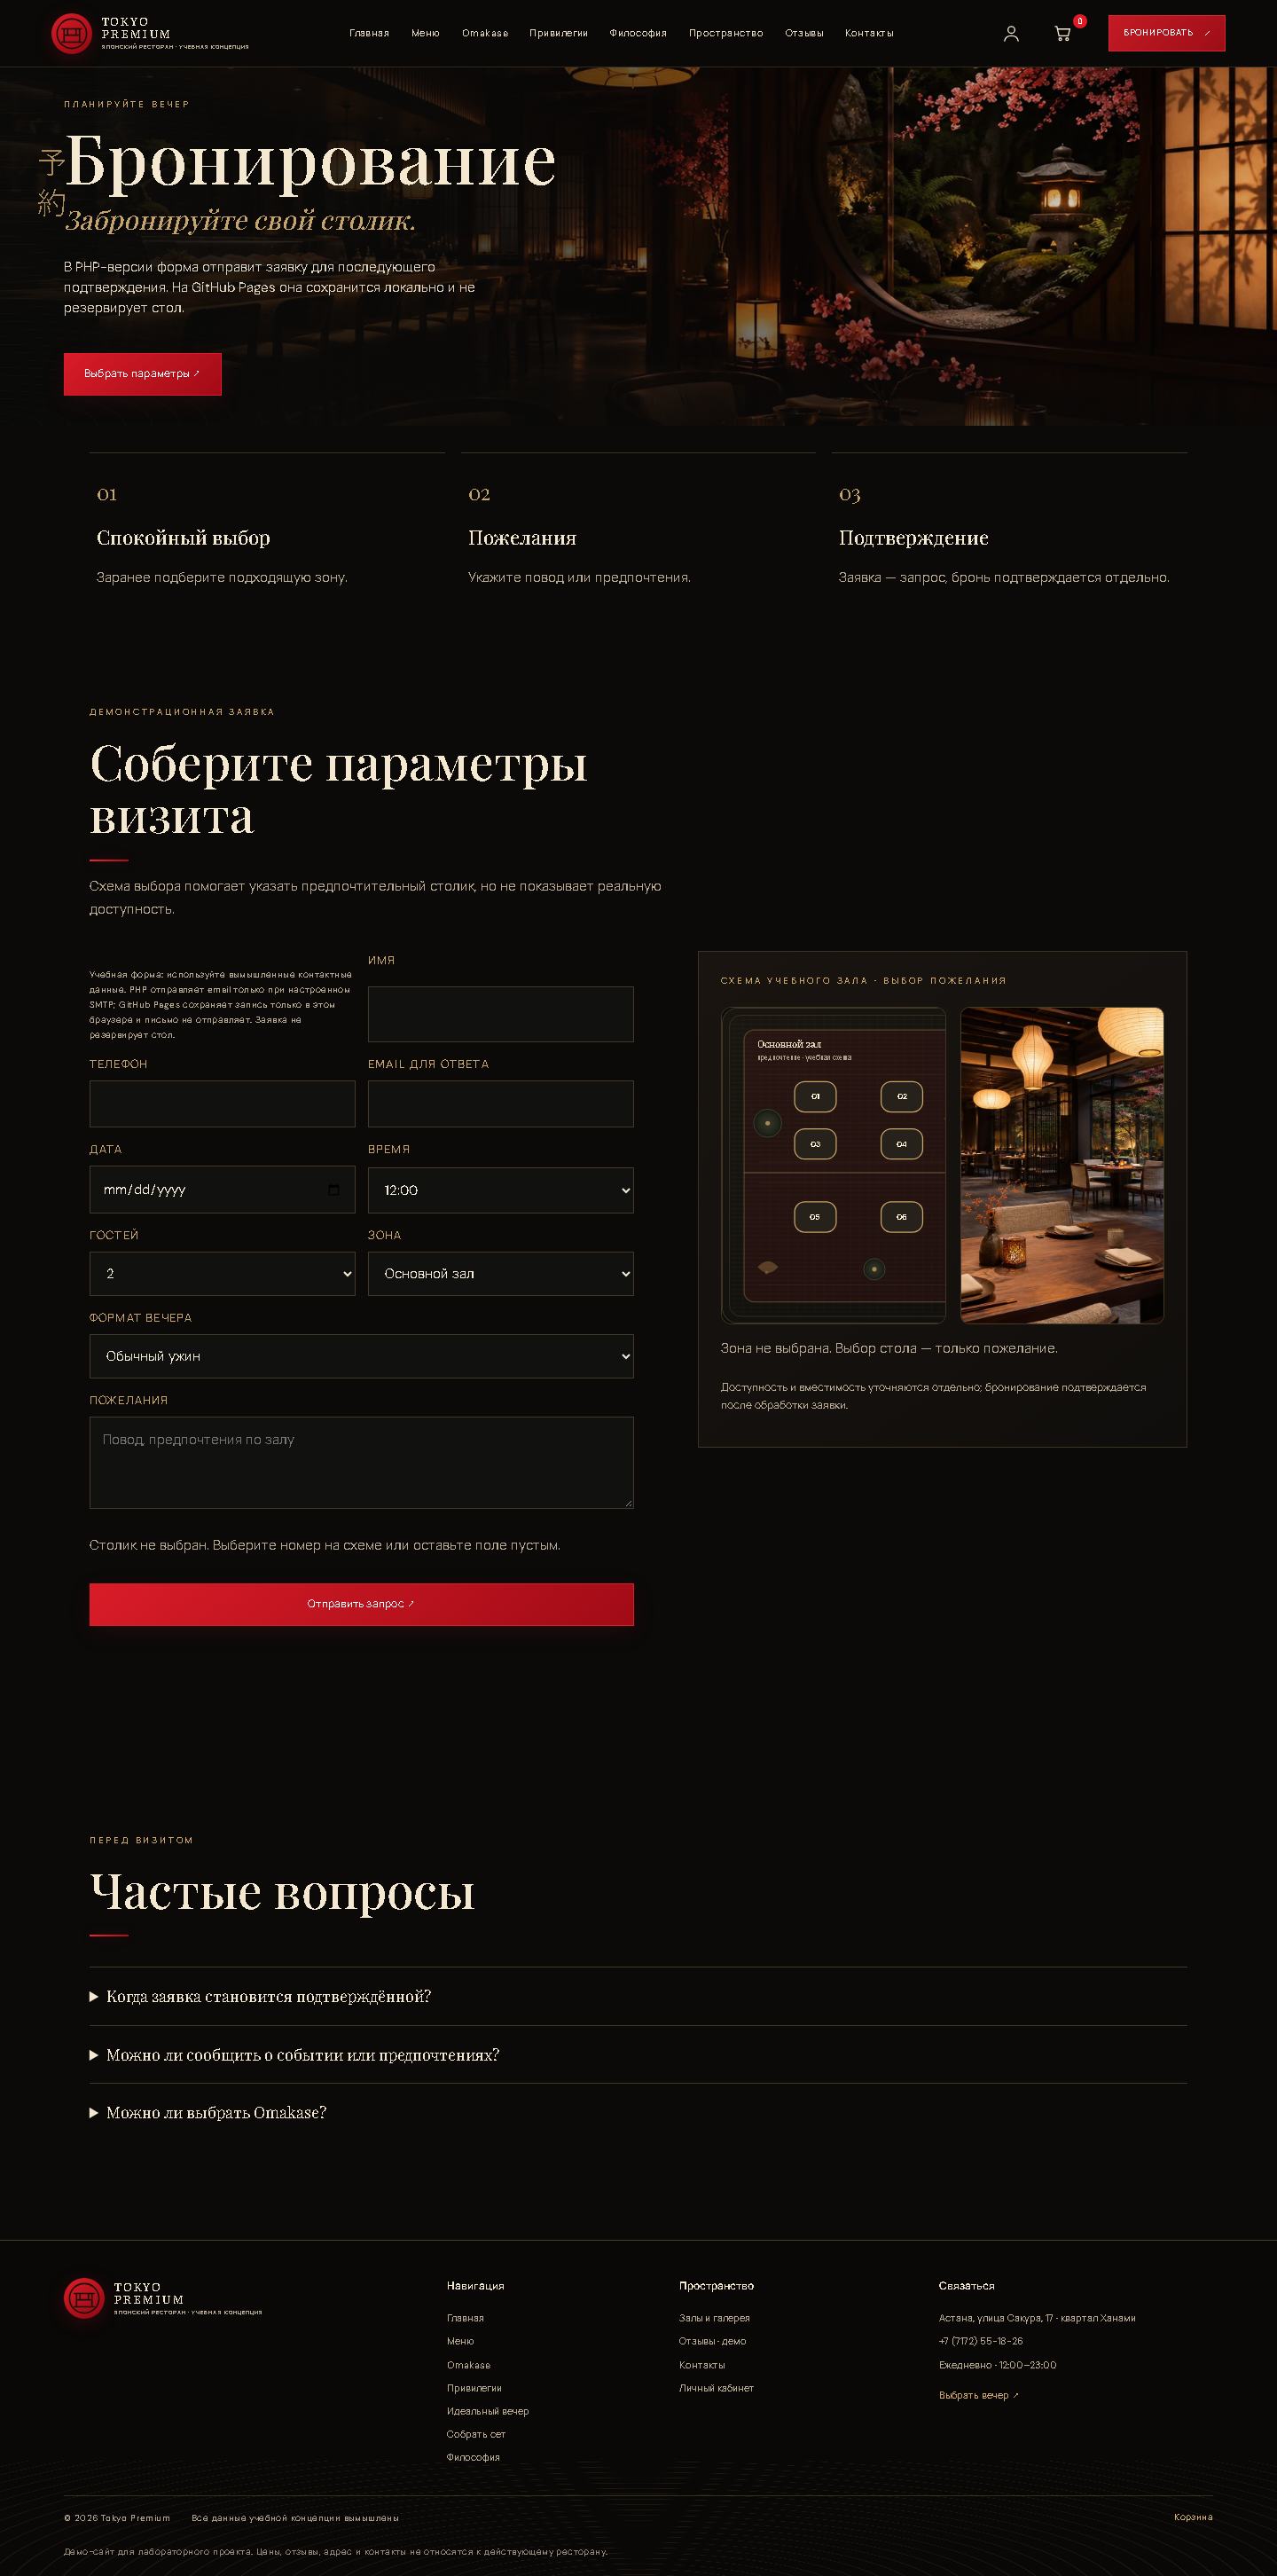 TOKYO
PREMIUM
ЯПОНСКИЙ РЕСТОРАН · УЧЕБНАЯ КОНЦЕПЦИЯ
Главная Меню Omakase Привилегии Философия Пространство Отзывы Контакты
0
БРОНИРОВАТЬ ↗
ПЛАНИРУЙТЕ ВЕЧЕР
予約
Бронирование
Забронируйте свой столик.
В PHP-версии форма отправит заявку для последующего
подтверждения. На GitHub Pages она сохранится локально и не
резервирует стол.
Выбрать параметры ↗
01
Спокойный выбор
Заранее подберите подходящую зону.
02
Пожелания
Укажите повод или предпочтения.
03
Подтверждение
Заявка — запрос, бронь подтверждается отдельно.
ДЕМОНСТРАЦИОННАЯ ЗАЯВКА
Соберите параметры
визита
Схема выбора помогает указать предпочтительный столик, но не показывает реальную
доступность.
Учебная форма: используйте вымышленные контактные
данные. PHP отправляет email только при настроенном
SMTP; GitHub Pages сохраняет запись только в этом
браузере и письмо не отправляет. Заявка не
резервирует стол.
ИМЯ
ТЕЛЕФОН
EMAIL ДЛЯ ОТВЕТА
ДАТА
mm/dd/yyyy
ВРЕМЯ
12:00
ГОСТЕЙ
2
ЗОНА
Основной зал
ФОРМАТ ВЕЧЕРА
Обычный ужин
ПОЖЕЛАНИЯ
Повод, предпочтения по залу
Столик не выбран. Выберите номер на схеме или оставьте поле пустым.
Отправить запрос ↗
СХЕМА УЧЕБНОГО ЗАЛА · ВЫБОР ПОЖЕЛАНИЯ
Основной зал
предпочтение · учебная схема
01 02
03 04
05 06
Зона не выбрана. Выбор стола — только пожелание.
Доступность и вместимость уточняются отдельно; бронирование подтверждается
после обработки заявки.
ПЕРЕД ВИЗИТОМ
Частые вопросы
Когда заявка становится подтверждённой?
Можно ли сообщить о событии или предпочтениях?
Можно ли выбрать Omakase?
TOKYO
PREMIUM
ЯПОНСКИЙ РЕСТОРАН · УЧЕБНАЯ КОНЦЕПЦИЯ
Навигация
Главная
Меню
Omakase
Привилегии
Идеальный вечер
Собрать сет
Философия
Пространство
Залы и галерея
Отзывы · демо
Контакты
Личный кабинет
Связаться
Астана, улица Сакура, 17 · квартал Ханами
+7 (7172) 55-18-26
Ежедневно · 12:00–23:00
Выбрать вечер ↗
© 2026 Tokyo Premium
Все данные учебной концепции вымышлены
Корзина
Демо-сайт для лабораторного проекта. Цены, отзывы, адрес и контакты не относятся к действующему ресторану.